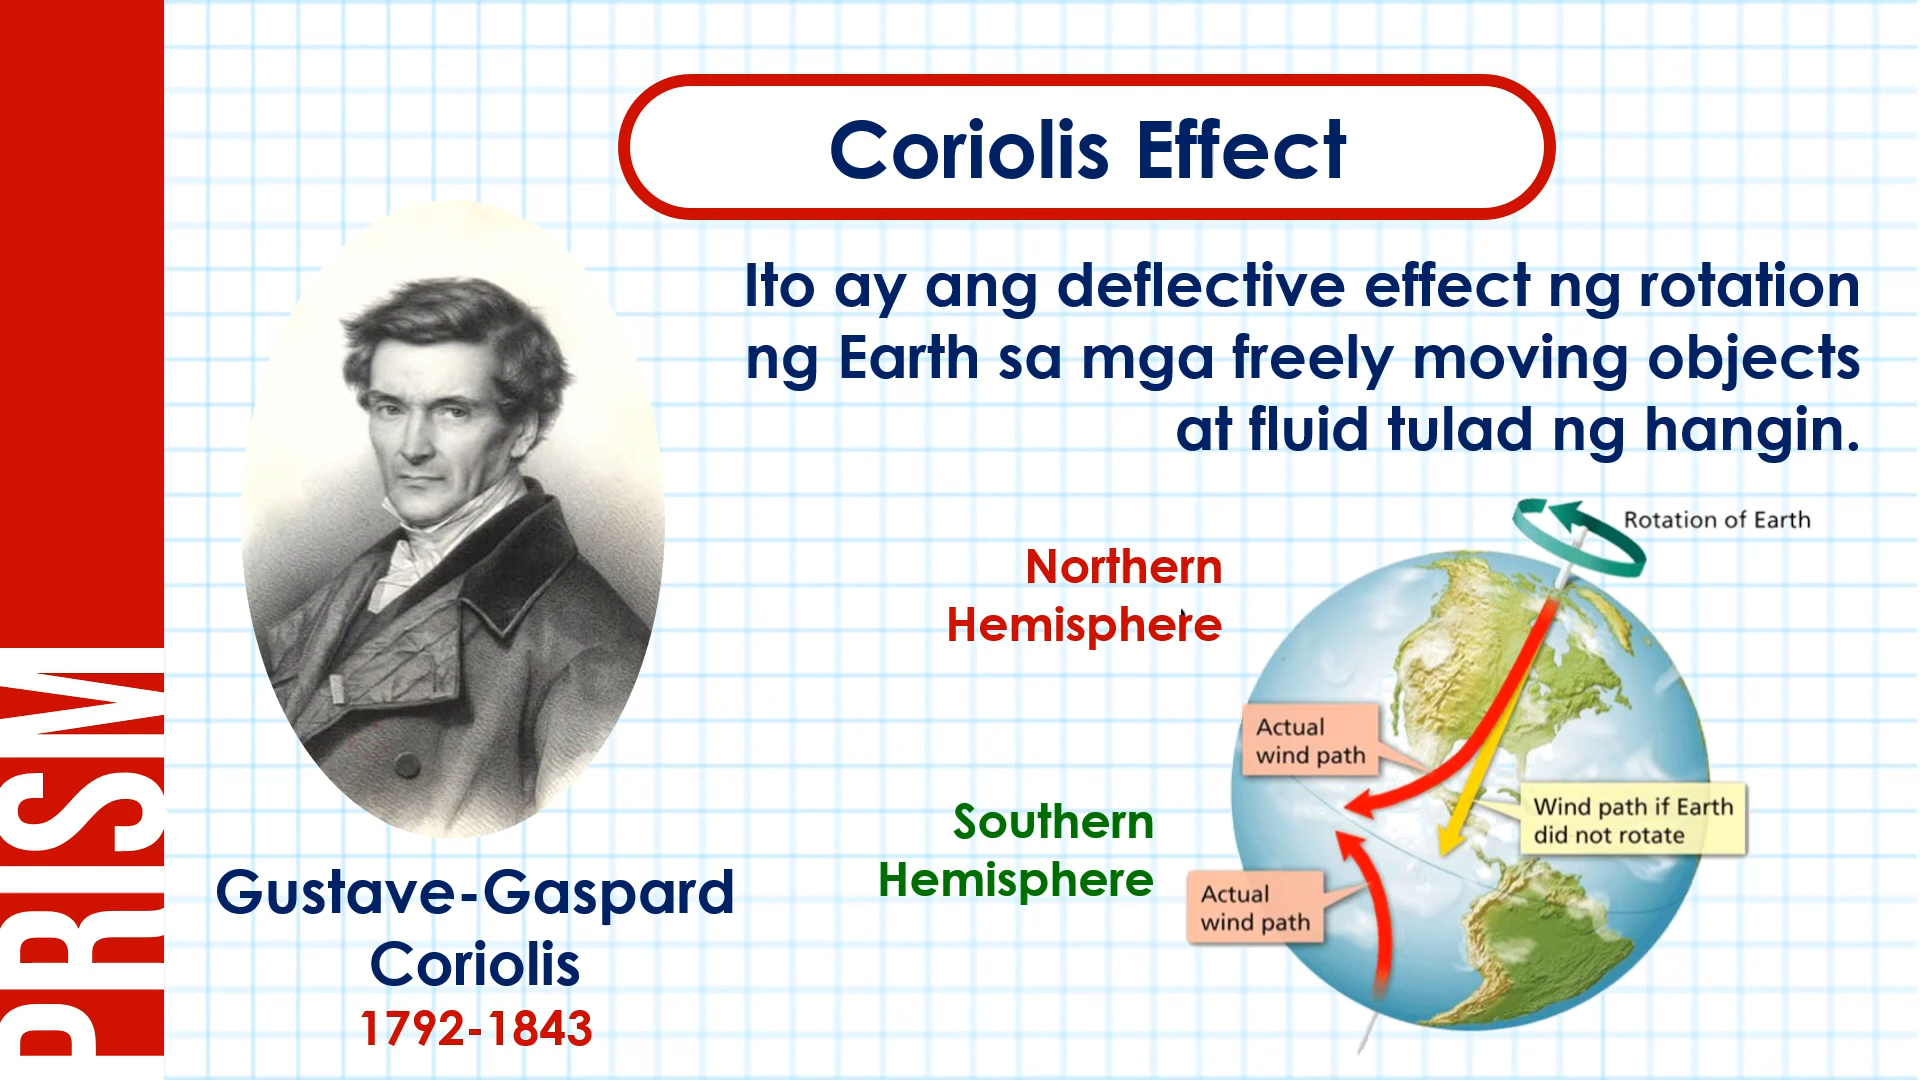 Coriolis Effect
Ito ay ang deflective effect ng rotation
ng Earth sa mga freely moving objects
at fluid tulad ng hangin.
Rotation of Earth
Northern
Hemisphere
Actual
wind path
Wind path if Earth
did not rotate
Southern
Hemisphere
Actual
wind path
Gustave-Gaspard
Coriolis
1792-1843
PRISM